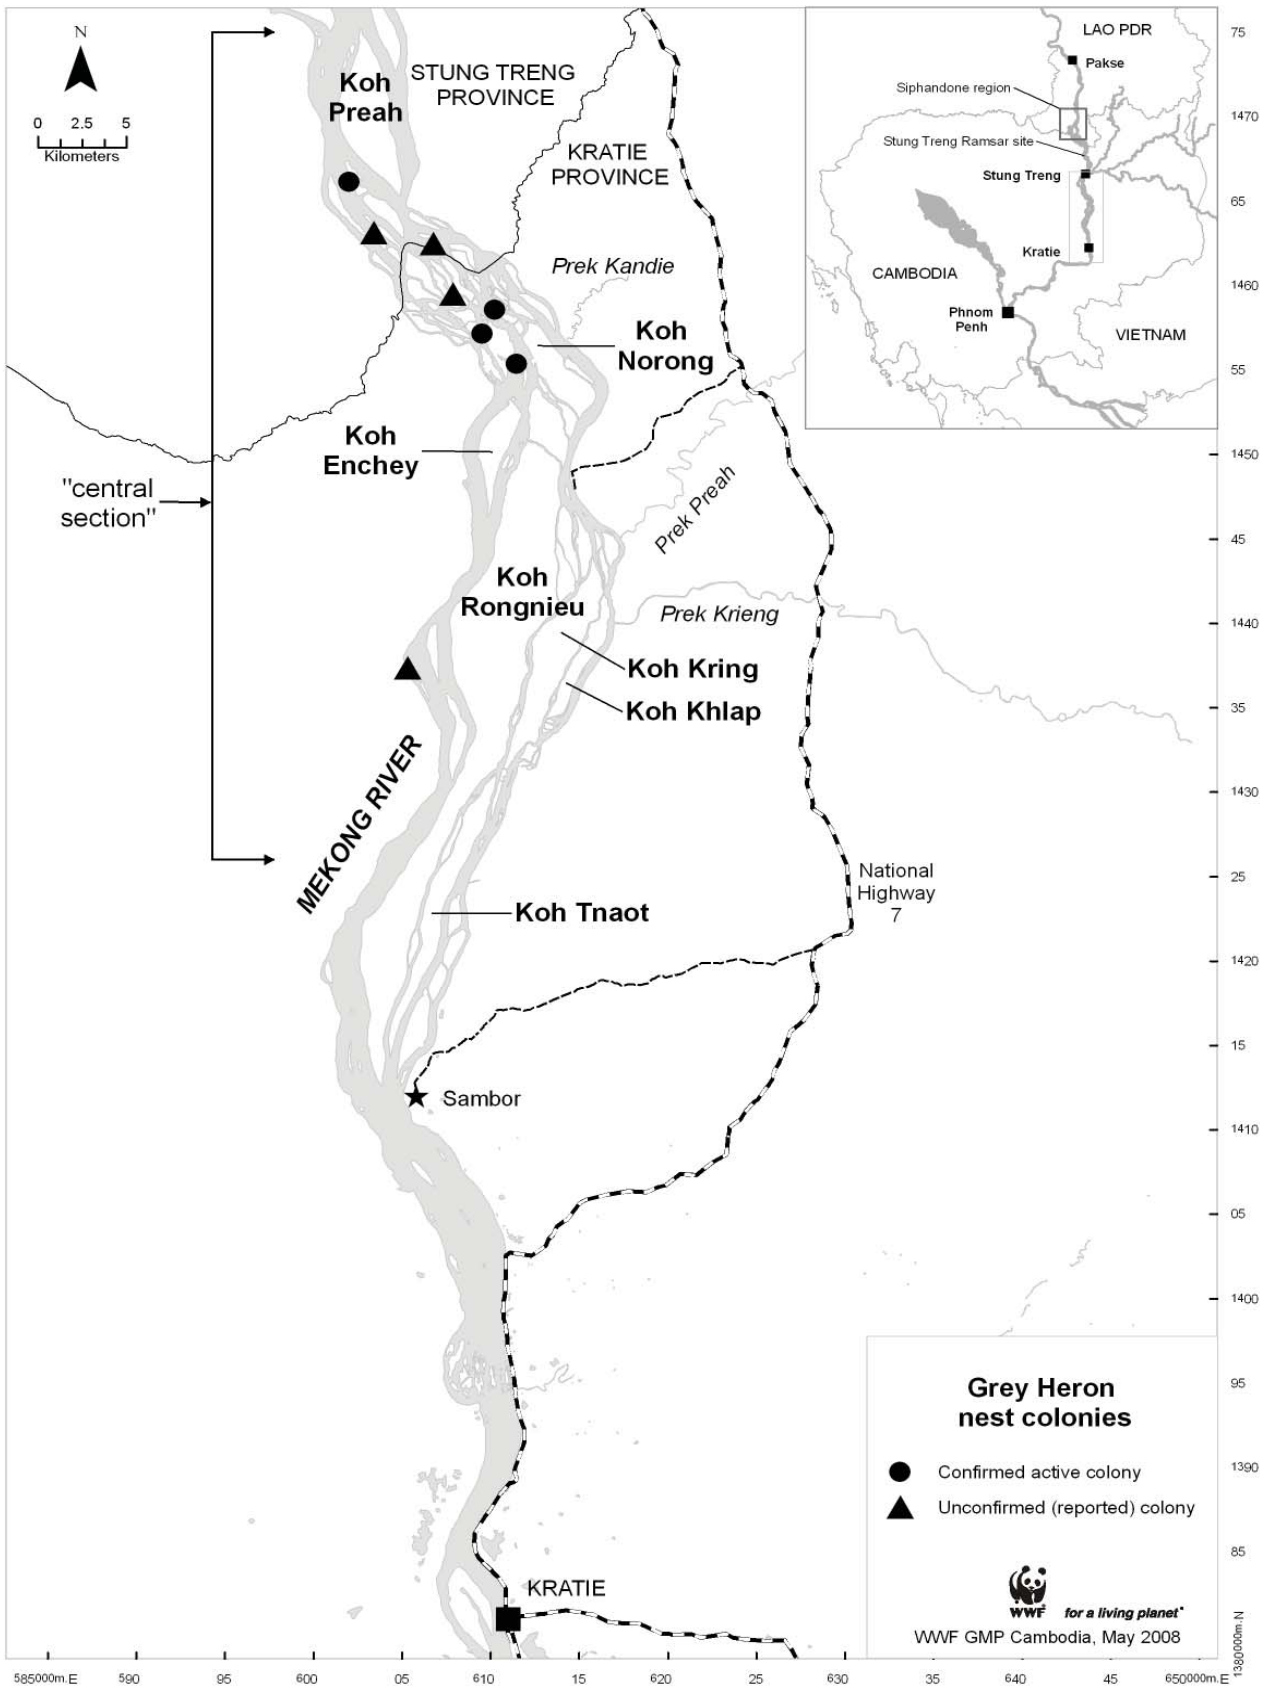 N
0 2.5 5
Kilometers
Koh
Preah
STUNG TRENG
PROVINCE
KRATIE
PROVINCE
Prek Kandie
Koh
Norong
Koh
Enchey
"central
section"
Prek Preah
Koh
Rongnieu
Prek Krieng
Koh Kring
Koh Khlap
MEKONG RIVER
National
Highway
7
Koh Tnaot
Sambor
KRATIE
LAO PDR
Pakse
Siphandone region
Stung Treng Ramsar site
Stung Treng
Kratie
CAMBODIA
Phnom
Penh
VIETNAM
75
1470
65
1460
55
1450
45
1440
35
1430
25
1420
15
1410
05
1400
95
1390
85
1380000m.N
Grey Heron
nest colonies
Confirmed active colony
Unconfirmed (reported) colony
WWF for a living planet
WWF GMP Cambodia, May 2008
585000m.E 590 595 600 05 610 15 620 25 630 35 640 45 650000m.E